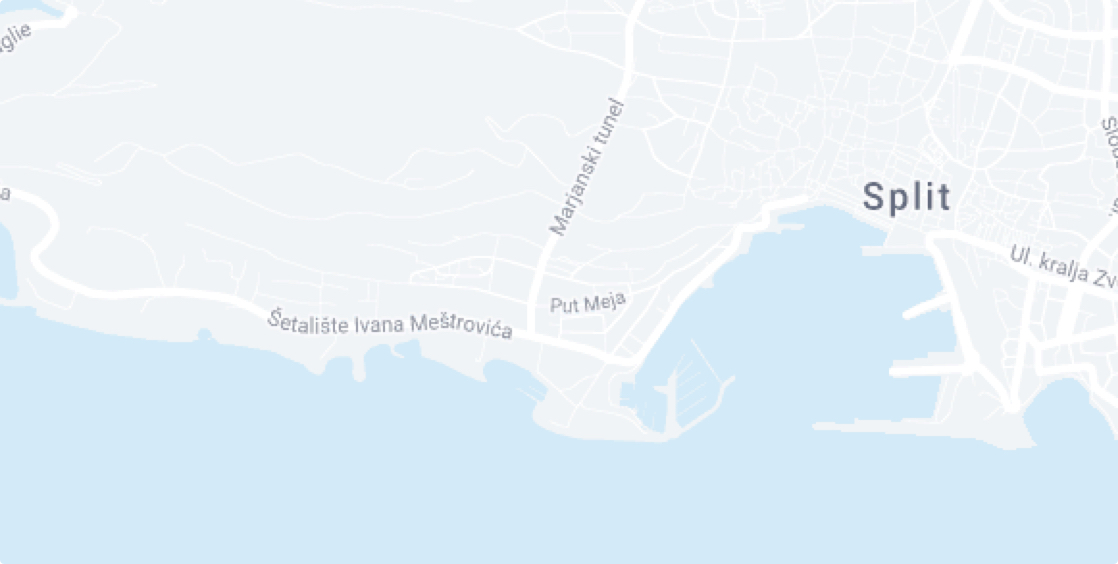 Marjanski tunel
Split
Ul. kralja Zv
Put Meja
Šetalište Ivana Meštrovića